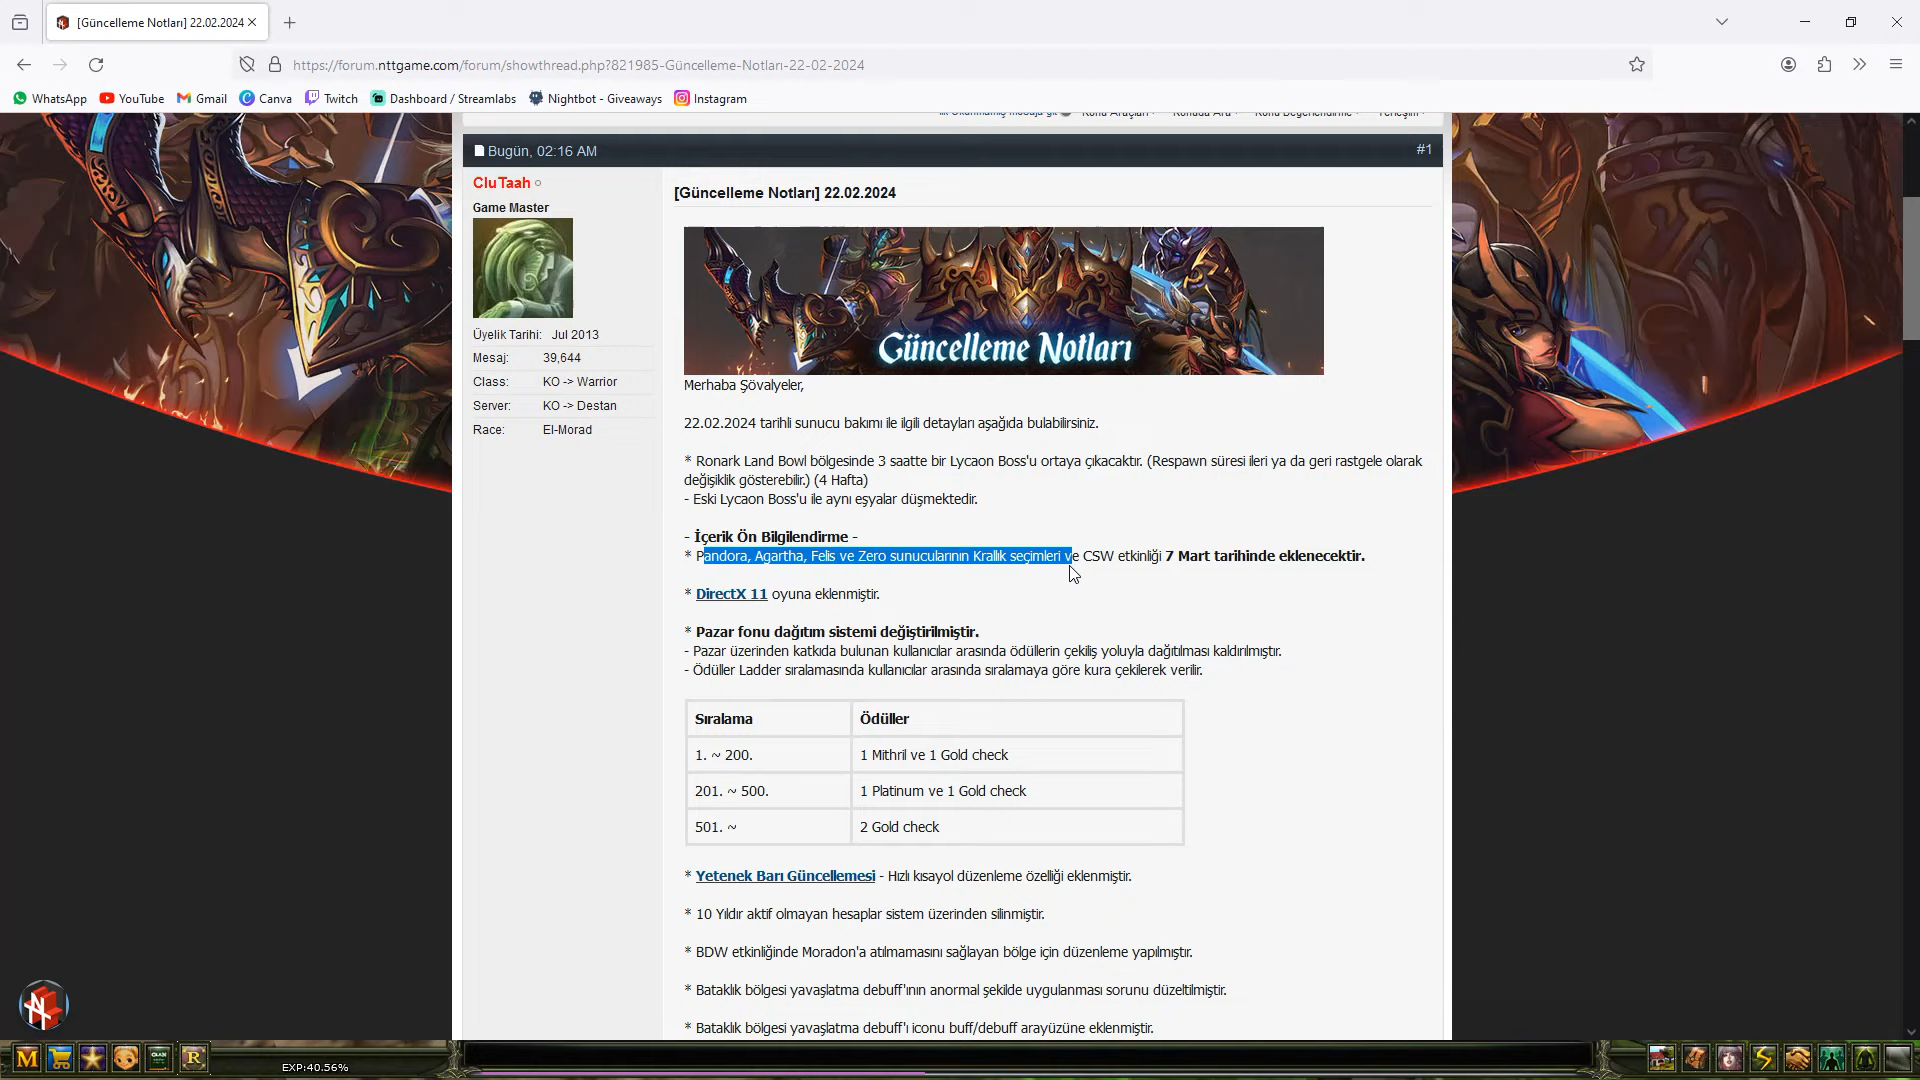 [Güncelleme Notları] 22.02.2024
https://forum.nttgame.com/forum/showthread.php?821985-Güncelleme-Notları-22-02-2024
WhatsApp YouTube Gmail Canva Twitch Dashboard / Streamlabs Nightbot - Giveaways Instagram
Bugün, 02:16 AM #1
CluTaah
Game Master
Üyelik Tarihi: Jul 2013
Mesaj: 39,644
Class: KO -> Warrior
Server: KO -> Destan
Race: El-Morad
[Güncelleme Notları] 22.02.2024
Güncelleme Notları
Merhaba Şövalyeler,
22.02.2024 tarihli sunucu bakımı ile ilgili detayları aşağıda bulabilirsiniz.
* Ronark Land Bowl bölgesinde 3 saatte bir Lycaon Boss'u ortaya çıkacaktır. (Respawn süresi ileri ya da geri rastgele olarak
değişiklik gösterebilir.) (4 Hafta)
- Eski Lycaon Boss'u ile aynı eşyalar düşmektedir.
- İçerik Ön Bilgilendirme -
* Pandora, Agartha, Felis ve Zero sunucularının Krallık seçimleri ve CSW etkinliği 7 Mart tarihinde eklenecektir.
* DirectX 11 oyuna eklenmiştir.
* Pazar fonu dağıtım sistemi değiştirilmiştir.
- Pazar üzerinden katkıda bulunan kullanıcılar arasında ödüllerin çekiliş yoluyla dağıtılması kaldırılmıştır.
- Ödüller Ladder sıralamasında kullanıcılar arasında sıralamaya göre kura çekilerek verilir.
Sıralama Ödüller
1. ~ 200. 1 Mithril ve 1 Gold check
201. ~ 500. 1 Platinum ve 1 Gold check
501. ~ 2 Gold check
* Yetenek Barı Güncellemesi - Hızlı kısayol düzenleme özelliği eklenmiştir.
* 10 Yıldır aktif olmayan hesaplar sistem üzerinden silinmiştir.
* BDW etkinliğinde Moradon'a atılmamasını sağlayan bölge için düzenleme yapılmıştır.
* Bataklık bölgesi yavaşlatma debuff'ının anormal şekilde uygulanması sorunu düzeltilmiştir.
* Bataklık bölgesi yavaşlatma debuff'ı iconu buff/debuff arayüzüne eklenmiştir.
M CLAN R EXP:40.56%